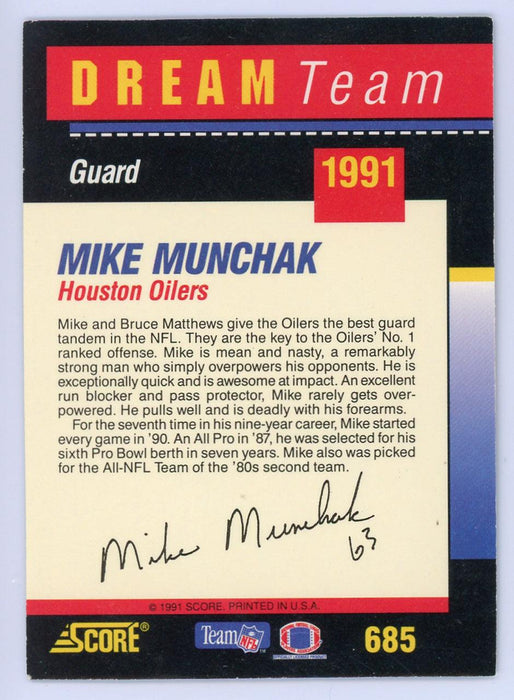 DREAM Team
Guard
1991
MIKE MUNCHAK
Houston Oilers
Mike and Bruce Matthews give the Oilers the best guard
tandem in the NFL. They are the key to the Oilers' No. 1
ranked offense. Mike is mean and nasty, a remarkably
strong man who simply overpowers his opponents. He is
exceptionally quick and is awesome at impact. An excellent
run blocker and pass protector, Mike rarely gets over-
powered. He pulls well and is deadly with his forearms.
For the seventh time in his nine-year career, Mike started
every game in '90. An All Pro in '87, he was selected for his
sixth Pro Bowl berth in seven years. Mike also was picked
for the All-NFL Team of the '80s second team.
Mike Munchak
63
© 1991 SCORE. PRINTED IN U.S.A.
SCORE®
Team NFL
685